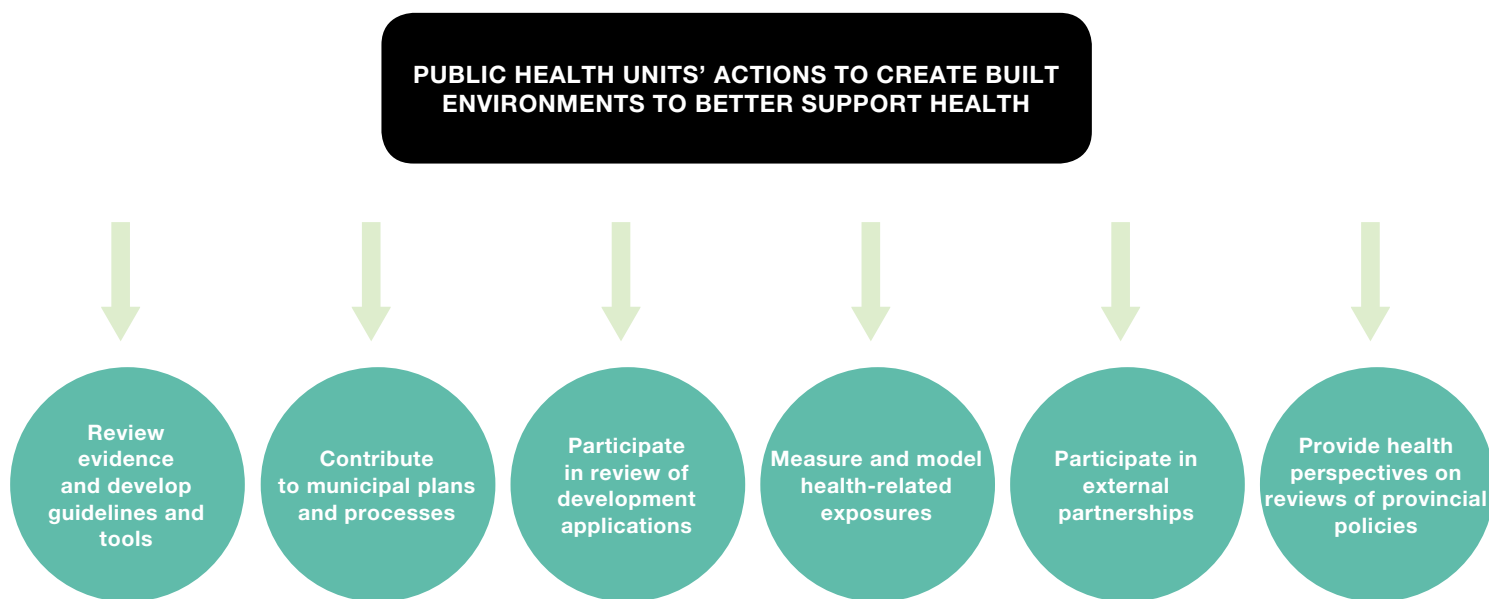 PUBLIC HEALTH UNITS’ ACTIONS TO CREATE BUILT
ENVIRONMENTS TO BETTER SUPPORT HEALTH
Review
evidence
and develop
guidelines and
tools
Contribute
to municipal plans
and processes
Participate
in review of
development
applications
Measure and model
health-related
exposures
Participate in
external
partnerships
Provide health
perspectives on
reviews of provincial
policies